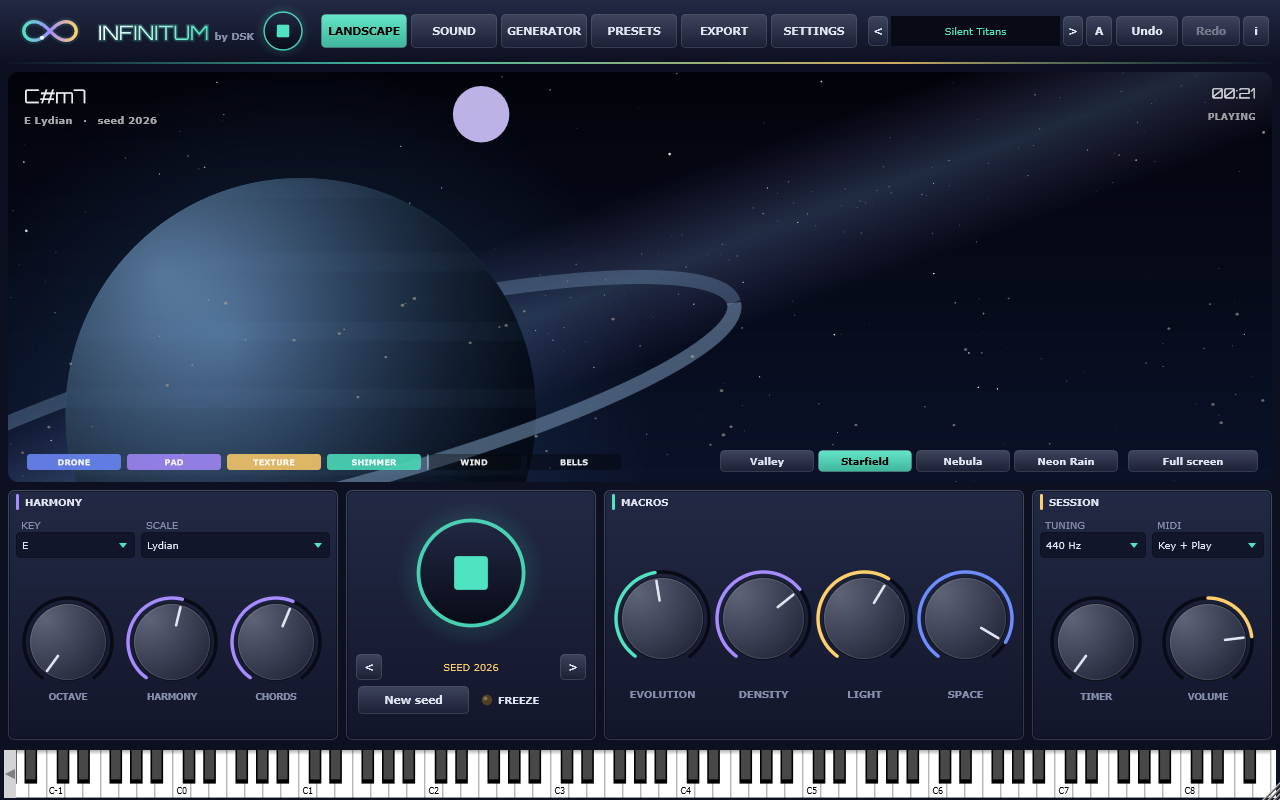 INFINITUM by DSK
LANDSCAPE SOUND GENERATOR PRESETS EXPORT SETTINGS < Silent Titans > A Undo Redo i
C#m7
E Lydian · seed 2026
00:21
PLAYING
DRONE PAD TEXTURE SHIMMER WIND BELLS
Valley Starfield Nebula Neon Rain Full screen
HARMONY
KEY SCALE
E Lydian
OCTAVE HARMONY CHORDS
< SEED 2026 >
New seed FREEZE
MACROS
EVOLUTION DENSITY LIGHT SPACE
SESSION
TUNING MIDI
440 Hz Key + Play
TIMER VOLUME
C-1 C0 C1 C2 C3 C4 C5 C6 C7 C8